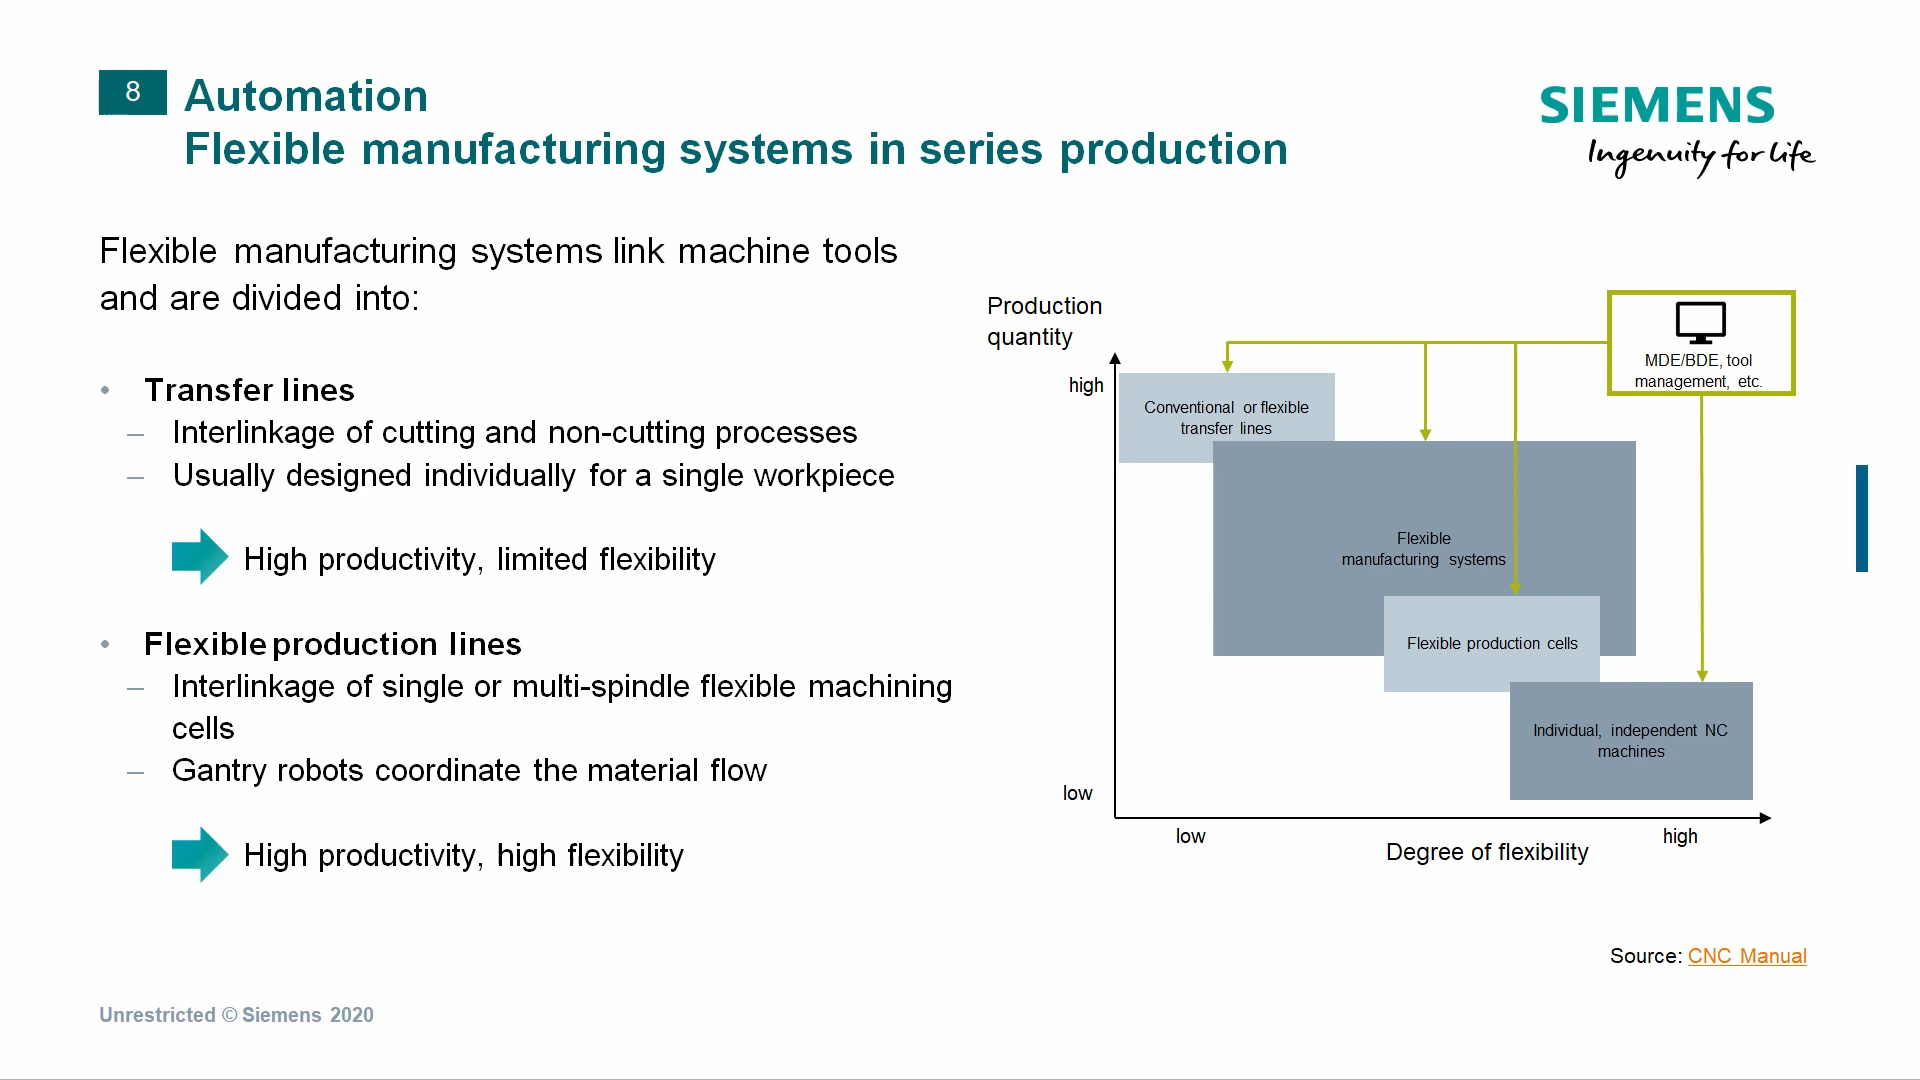 8
Automation
Flexible manufacturing systems in series production
SIEMENS
Ingenuity for life
Flexible manufacturing systems link machine tools
and are divided into:
• Transfer lines
– Interlinkage of cutting and non-cutting processes
– Usually designed individually for a single workpiece
High productivity, limited flexibility
• Flexible production lines
– Interlinkage of single or multi-spindle flexible machining
cells
– Gantry robots coordinate the material flow
High productivity, high flexibility
Production
quantity
high
low
MDE/BDE, tool
management, etc.
Conventional or flexible
transfer lines
Flexible
manufacturing systems
Flexible production cells
Individual, independent NC
machines
low
high
Degree of flexibility
Source: CNC Manual
Unrestricted © Siemens 2020